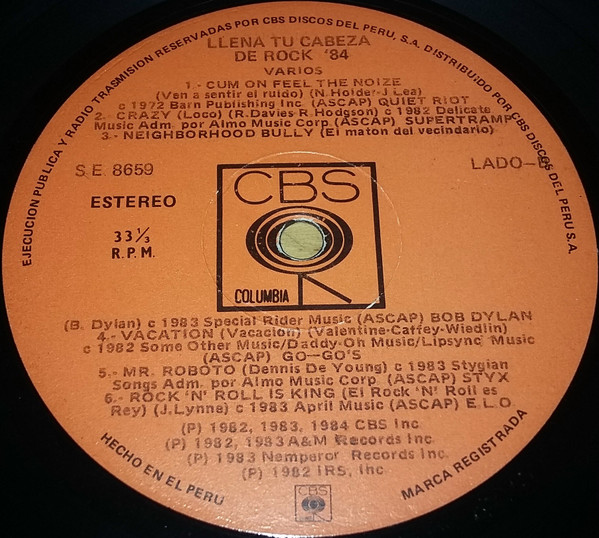 EJECUCION PUBLICA Y RADIO TRASMISION RESERVADAS POR CBS DISCOS DEL PERU, S.A. DISTRIBUIDO POR CBS DISCOS DEL PERU S.A.
LLENA TU CABEZA
DE ROCK '84
VARIOS
1.- CUM ON FEEL THE NOIZE
(Ven a sentir el ruido) (N.Holder-J.Lea)
c 1972 Barn Publishing Inc (ASCAP) QUIET RIOT
2.- CRAZY (Loco) (R.Davies-R.Hodgson) c 1982 Delicate
Music Adm. por Almo Music Corp (ASCAP) SUPERTRAMP
3.- NEIGHBORHOOD BULLY (El maton del vecindario)
S.E. 8659
LADO-
ESTEREO
33 1/3
R.P.M.
CBS
COLUMBIA
(B. Dylan) c 1983 Special Rider Music (ASCAP) BOB DYLAN
4.- VACATION (Vacacion) (Valentine-Caffey-Wiedlin)
c 1982 Some Other Music/Daddy-Oh Music/Lipsync Music
(ASCAP) GO-GO'S
5.- MR. ROBOTO (Dennis De Young) c 1983 Stygian
Songs Adm. por Almo Music Corp. (ASCAP) STYX
6.- ROCK 'N' ROLL IS KING (El Rock 'N' Roll es
Rey) (J.Lynne) c 1983 April Music (ASCAP) E.L.O.
(P) 1982, 1983, 1984 CBS Inc
(P) 1982, 1983 A&M Records Inc.
(P) 1983 Nemperor Records Inc.
(P) 1982 IRS, Inc
HECHO EN EL PERU
CBS
MARCA REGISTRADA